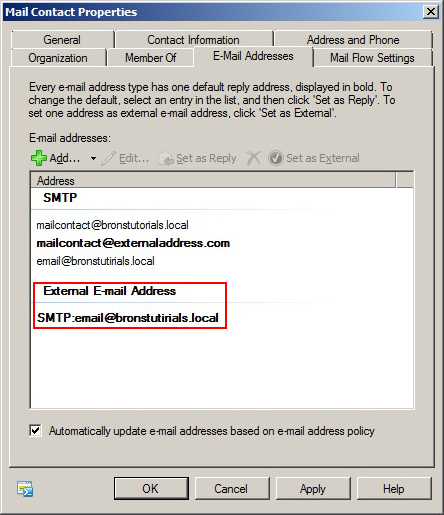 Mail Contact Properties
General
Contact Information
Address and Phone
Organization
Member Of
E-Mail Addresses
Mail Flow Settings
Every e-mail address type has one default reply address, displayed in bold. To
change the default, select an entry in the list, and then click 'Set as Reply'. To
set one address as external e-mail address, click 'Set as External'.
E-mail addresses:
Add...
Edit...
Set as Reply
Set as External
Address
SMTP
mailcontact@bronstutorials.local
mailcontact@externaladdress.com
email@bronstutirials.local
External E-mail Address
SMTP:email@bronstutirials.local
Automatically update e-mail addresses based on e-mail address policy
OK
Cancel
Apply
Help